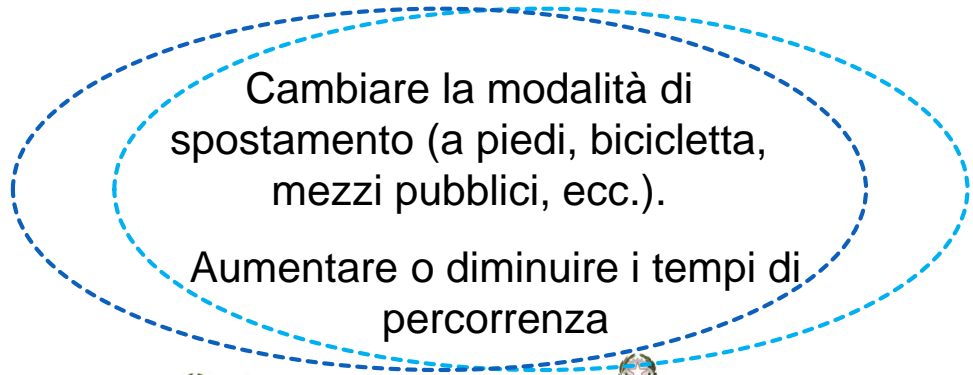 Cambiare la modalità di
spostamento (a piedi, bicicletta,
mezzi pubblici, ecc.).
Aumentare o diminuire i tempi di
percorrenza